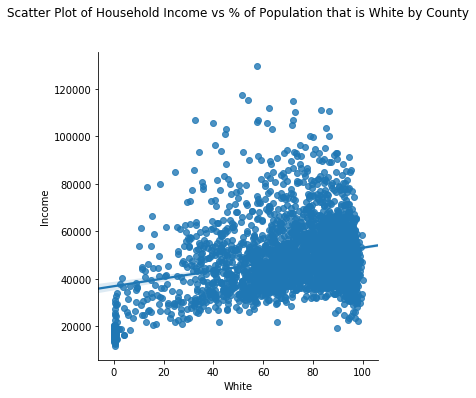 Scatter Plot of Household Income vs % of Population that is White by County
120000
100000
80000
60000
40000
20000
Income
0 20 40 60 80 100
White